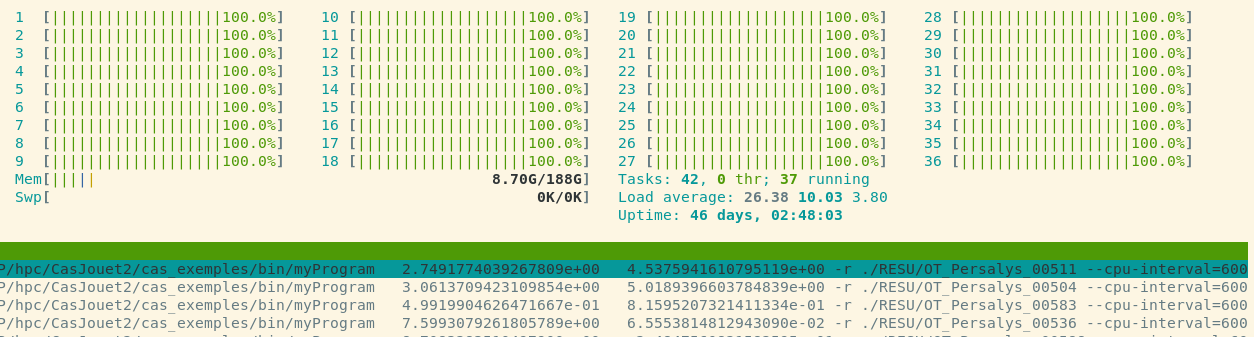 1 [|||||||||||||||||||100.0%] 10 [|||||||||||||||||||100.0%] 19 [|||||||||||||||||||100.0%] 28 [|||||||||||||||||||100.0%]
2 [|||||||||||||||||||100.0%] 11 [|||||||||||||||||||100.0%] 20 [|||||||||||||||||||100.0%] 29 [|||||||||||||||||||100.0%]
3 [|||||||||||||||||||100.0%] 12 [|||||||||||||||||||100.0%] 21 [|||||||||||||||||||100.0%] 30 [|||||||||||||||||||100.0%]
4 [|||||||||||||||||||100.0%] 13 [|||||||||||||||||||100.0%] 22 [|||||||||||||||||||100.0%] 31 [|||||||||||||||||||100.0%]
5 [|||||||||||||||||||100.0%] 14 [|||||||||||||||||||100.0%] 23 [|||||||||||||||||||100.0%] 32 [|||||||||||||||||||100.0%]
6 [|||||||||||||||||||100.0%] 15 [|||||||||||||||||||100.0%] 24 [|||||||||||||||||||100.0%] 33 [|||||||||||||||||||100.0%]
7 [|||||||||||||||||||100.0%] 16 [|||||||||||||||||||100.0%] 25 [|||||||||||||||||||100.0%] 34 [|||||||||||||||||||100.0%]
8 [|||||||||||||||||||100.0%] 17 [|||||||||||||||||||100.0%] 26 [|||||||||||||||||||100.0%] 35 [|||||||||||||||||||100.0%]
9 [|||||||||||||||||||100.0%] 18 [|||||||||||||||||||100.0%] 27 [|||||||||||||||||||100.0%] 36 [|||||||||||||||||||100.0%]
Mem[||||| 8.70G/188G] Tasks: 42, 0 thr; 37 running
Swp[ 0K/0K] Load average: 26.38 10.03 3.80
Uptime: 46 days, 02:48:03
P/hpc/CasJouet2/cas_exemples/bin/myProgram 2.7491774039267809e+00 4.5375941610795119e+00 -r ./RESU/OT_Persalys_00511 --cpu-interval=600
P/hpc/CasJouet2/cas_exemples/bin/myProgram 3.0613709423109854e+00 5.0189396603784839e+00 -r ./RESU/OT_Persalys_00504 --cpu-interval=600
P/hpc/CasJouet2/cas_exemples/bin/myProgram 4.9919904626471667e-01 8.1595207321411334e-01 -r ./RESU/OT_Persalys_00583 --cpu-interval=600
P/hpc/CasJouet2/cas_exemples/bin/myProgram 7.5993079261805789e+00 6.5553814812943090e-02 -r ./RESU/OT_Persalys_00536 --cpu-interval=600